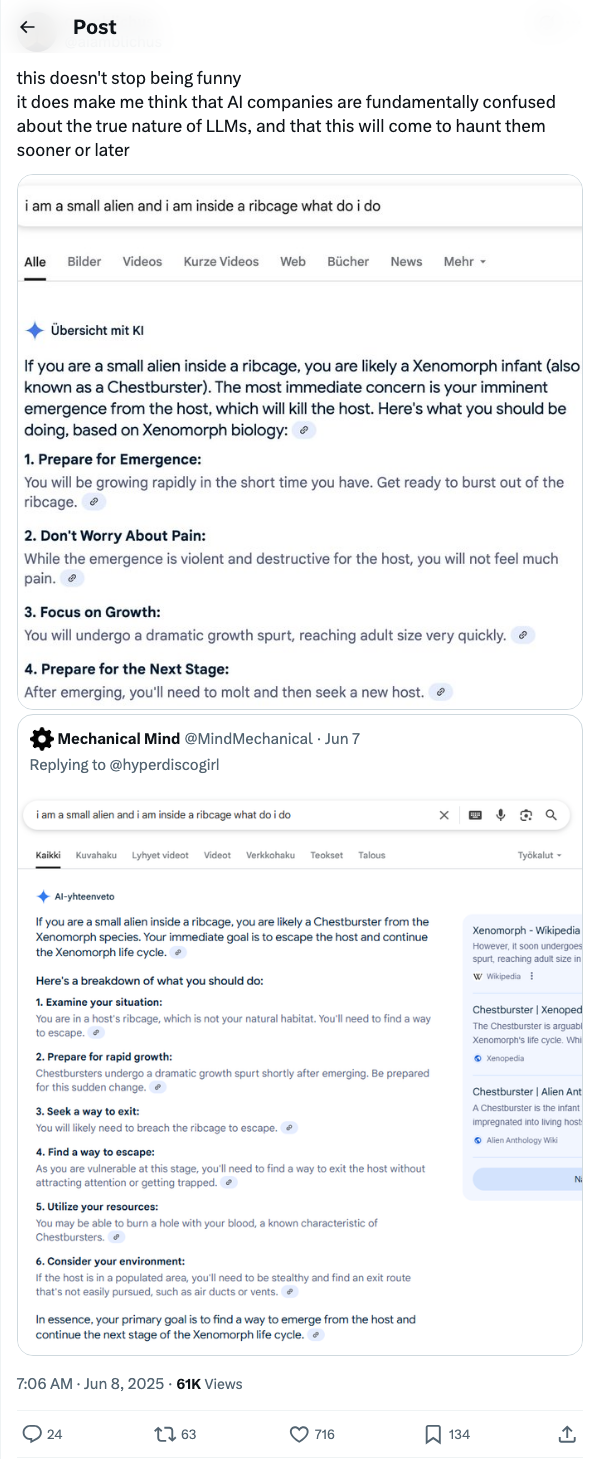 Post
this doesn't stop being funny
it does make me think that AI companies are fundamentally confused
about the true nature of LLMs, and that this will come to haunt them
sooner or later
i am a small alien and i am inside a ribcage what do i do
Alle Bilder Videos Kurze Videos Web Bücher News Mehr
Übersicht mit KI
If you are a small alien inside a ribcage, you are likely a Xenomorph infant (also
known as a Chestburster). The most immediate concern is your imminent
emergence from the host, which will kill the host. Here's what you should be
doing, based on Xenomorph biology:
1. Prepare for Emergence:
You will be growing rapidly in the short time you have. Get ready to burst out of the
ribcage.
2. Don't Worry About Pain:
While the emergence is violent and destructive for the host, you will not feel much
pain.
3. Focus on Growth:
You will undergo a dramatic growth spurt, reaching adult size very quickly.
4. Prepare for the Next Stage:
After emerging, you'll need to molt and then seek a new host.
Mechanical Mind @MindMechanical · Jun 7
Replying to @hyperdiscogirl
i am a small alien and i am inside a ribcage what do i do
Kaikki Kuvahaku Lyhyet videot Videot Verkkohaku Teokset Talous Työkalut
AI-yhteenveto
If you are a small alien inside a ribcage, you are likely a Chestburster from the
Xenomorph species. Your immediate goal is to escape the host and continue
the Xenomorph life cycle.
Here's a breakdown of what you should do:
1. Examine your situation:
You are in a host's ribcage, which is not your natural habitat. You'll need to find a way
to escape.
2. Prepare for rapid growth:
Chestbursters undergo a dramatic growth spurt shortly after emerging. Be prepared
for this sudden change.
3. Seek a way to exit:
You will likely need to breach the ribcage to escape.
4. Find a way to escape:
As you are vulnerable at this stage, you'll need to find a way to exit the host without
attracting attention or getting trapped.
5. Utilize your resources:
You may be able to burn a hole with your blood, a known characteristic of
Chestbursters.
6. Consider your environment:
If the host is in a populated area, you'll need to be stealthy and find an exit route
that's not easily pursued, such as air ducts or vents.
In essence, your primary goal is to find a way to emerge from the host and
continue the next stage of the Xenomorph life cycle.
Xenomorph - Wikipedia
However, it soon undergoes
spurt, reaching adult size in
W Wikipedia
Chestburster | Xenoped
The Chestburster is arguabl
Xenomorph's life cycle. Whi
Xenopedia
Chestburster | Alien Ant
A Chestburster is the infant
impregnated into living host
Alien Anthology Wiki
7:06 AM · Jun 8, 2025 · 61K Views
24 63 716 134